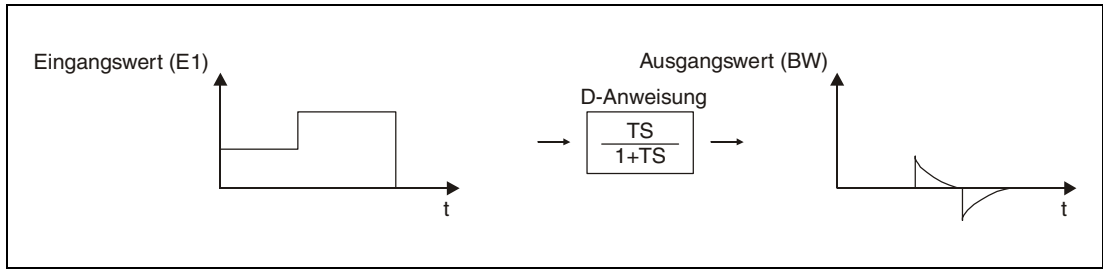 Eingangswert (E1)
Ausgangswert (BW)
D-Anweisung
TS
1+TS
t
t